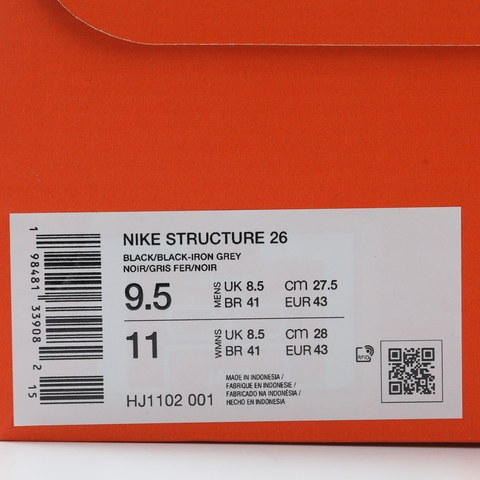 1 98481 33908 2 15
NIKE STRUCTURE 26
BLACK/BLACK-IRON GREY
NOIR/GRIS FER/NOIR
9.5 MENS UK 8.5 CM 27.5
BR 41 EUR 43
11 WMNS UK 8.5 CM 28
BR 41 EUR 43
HJ1102 001
MADE IN INDONESIA /
FABRIQUE EN INDONESIE /
FABRICADO NA INDONÉSIA /
HECHO EN INDONESIA
RFID